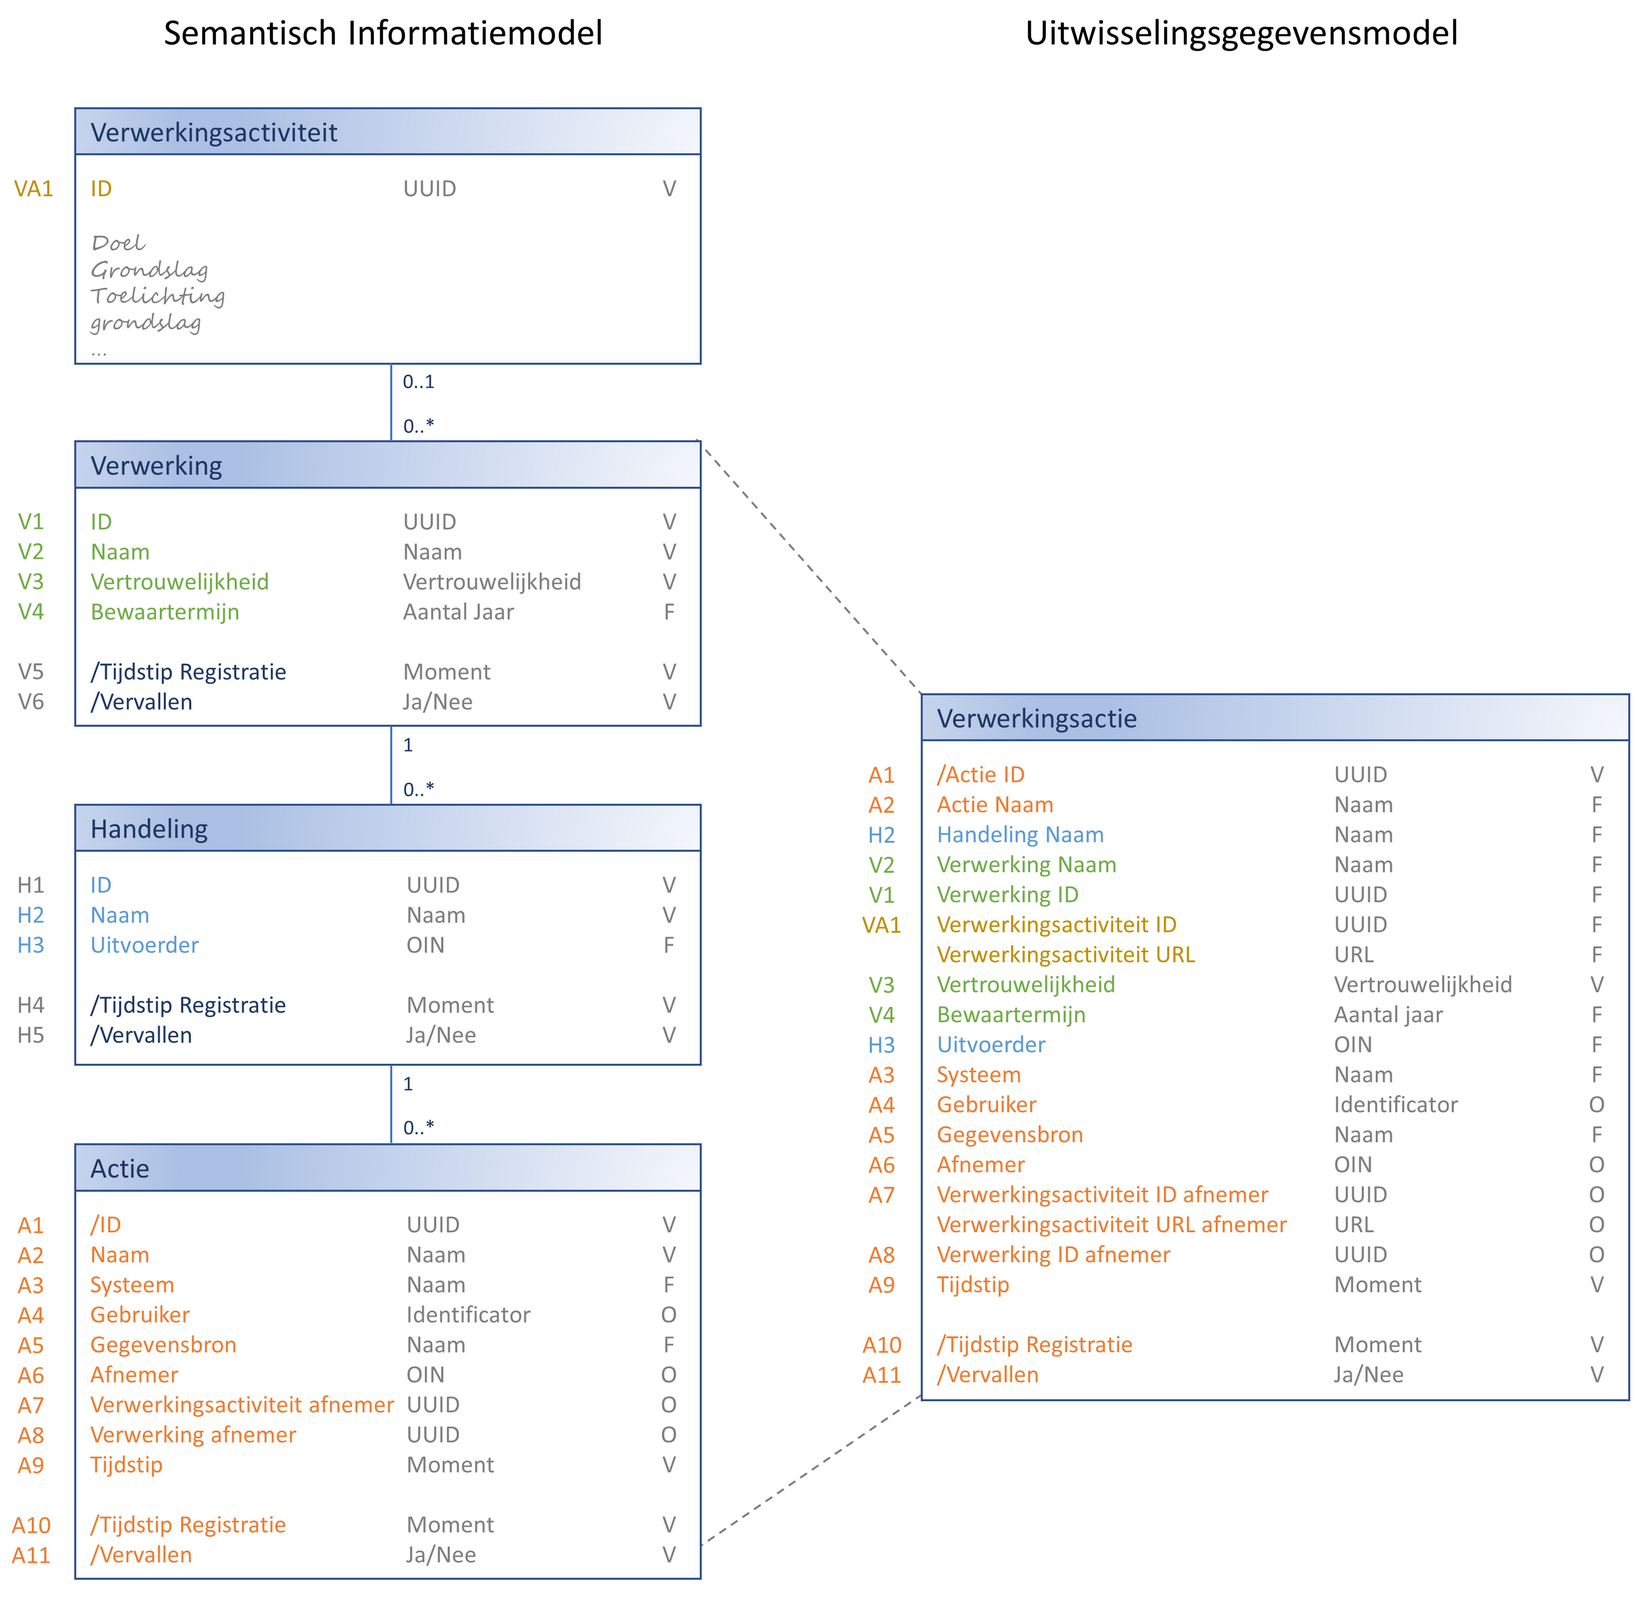 Semantisch Informatiemodel
Verwerkingsactiviteit
VA1 ID UUID V
Doel
Grondslag
Toelichting
grondslag
...
0..1
0..*
Verwerking
V1 ID UUID V
V2 Naam Naam V
V3 Vertrouwelijkheid Vertrouwelijkheid V
V4 Bewaartermijn Aantal Jaar F
V5 /Tijdstip Registratie Moment V
V6 /Vervallen Ja/Nee V
1
0..*
Handeling
H1 ID UUID V
H2 Naam Naam V
H3 Uitvoerder OIN F
H4 /Tijdstip Registratie Moment V
H5 /Vervallen Ja/Nee V
1
0..*
Actie
A1 /ID UUID V
A2 Naam Naam V
A3 Systeem Naam F
A4 Gebruiker Identificator O
A5 Gegevensbron Naam F
A6 Afnemer OIN O
A7 Verwerkingsactiviteit afnemer UUID O
A8 Verwerking afnemer UUID O
A9 Tijdstip Moment V
A10 /Tijdstip Registratie Moment V
A11 /Vervallen Ja/Nee V
Uitwisselingsgegevensmodel
Verwerkingsactie
A1 /Actie ID UUID V
A2 Actie Naam Naam F
H2 Handeling Naam Naam F
V2 Verwerking Naam Naam F
V1 Verwerking ID UUID F
VA1 Verwerkingsactiviteit ID UUID F
Verwerkingsactiviteit URL URL F
V3 Vertrouwelijkheid Vertrouwelijkheid V
V4 Bewaartermijn Aantal jaar F
H3 Uitvoerder OIN F
A3 Systeem Naam F
A4 Gebruiker Identificator O
A5 Gegevensbron Naam F
A6 Afnemer OIN O
A7 Verwerkingsactiviteit ID afnemer UUID O
Verwerkingsactiviteit URL afnemer URL O
A8 Verwerking ID afnemer UUID O
A9 Tijdstip Moment V
A10 /Tijdstip Registratie Moment V
A11 /Vervallen Ja/Nee V